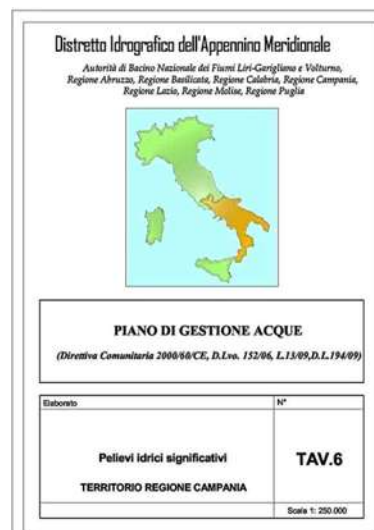 Distretto Idrografico dell'Appennino Meridionale
Autorità di Bacino Nazionale dei Fiumi Liri-Garigliano e Volturno,
Regione Abruzzo, Regione Basilicata, Regione Calabria, Regione Campania,
Regione Lazio, Regione Molise, Regione Puglia
PIANO DI GESTIONE ACQUE
(Direttiva Comunitaria 2000/60/CE, D.Lvo. 152/06, L.13/09,D.L.194/09)
Elaborato
N°
Pelievi idrici significativi
TAV.6
TERRITORIO REGIONE CAMPANIA
Scala 1: 250.000